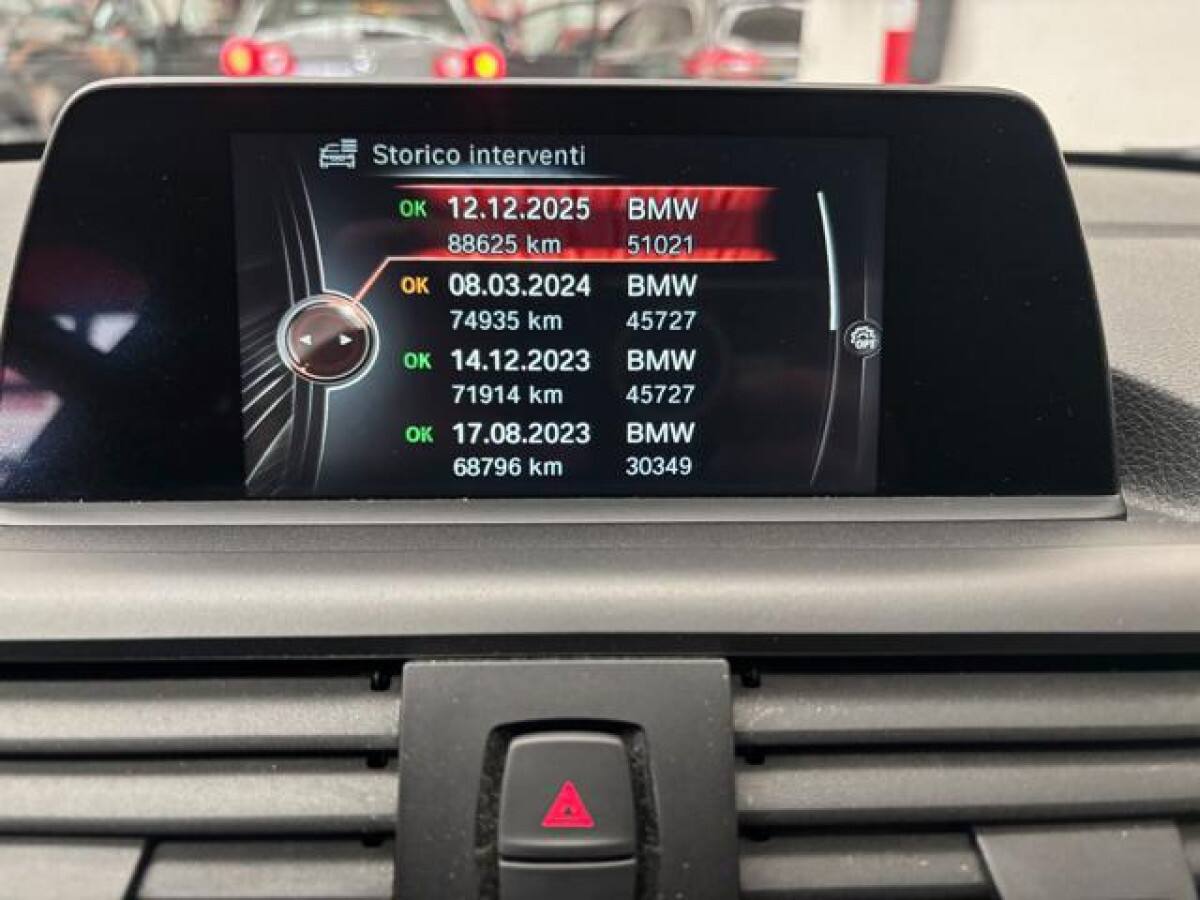 Storico interventi
OK 12.12.2025 BMW
88625 km 51021
OK 08.03.2024 BMW
74935 km 45727
OK 14.12.2023 BMW
71914 km 45727
OPT
OK 17.08.2023 BMW
68796 km 30349